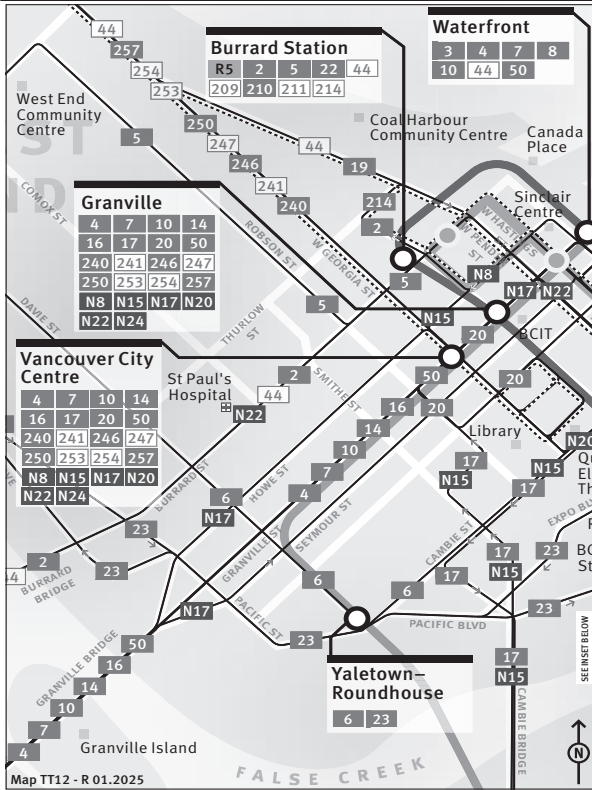 44
257
254
253
250
247
246
241
240
44
19
214
2
5
West End
Community
Centre
5
ST
ID
COMOX ST
DAVIE ST
Burrard Station
R5 2 5 22 44
209 210 211 214
Waterfront
3 4 7 8
10 44 50
Coal Harbour
Community Centre
Canada
Place
Sinclair
Centre
W HASTINGS
W PENDER
ST
N8
N17 N22
N15
20
BCIT
Granville
4 7 10 14
16 17 20 50
240 241 246 247
250 253 254 257
N8 N15 N17 N20
N22 N24
ROBSON ST
W GEORGIA ST
THURLOW
ST
5
Vancouver City
Centre
4 7 10 14
16 17 20 50
240 241 246 247
250 253 254 257
N8 N15 N17 N20
N22 N24
St Paul's
Hospital
2
44
N22
SMITHE ST
50
20
16
20
14
10
7
4
Library
17
N15
N20
N15
17
Qu
El
Th
EXPO BL
BURRARD ST
HOWE ST
6
N17
GRANVILLE ST
SEYMOUR ST
CAMBIE ST
23
2
44
23
BURRARD
BRIDGE
17
N15
23
BC
St
17
6
6
23
PACIFIC ST
PACIFIC BLVD
N17
23
50
16
14
10
7
4
GRANVILLE BRIDGE
Yaletown–
Roundhouse
6 23
17
N15
CAMBIE BRIDGE
SEE INSET BELOW
Granville Island
FALSE CREEK
N
Map TT12 - R 01.2025